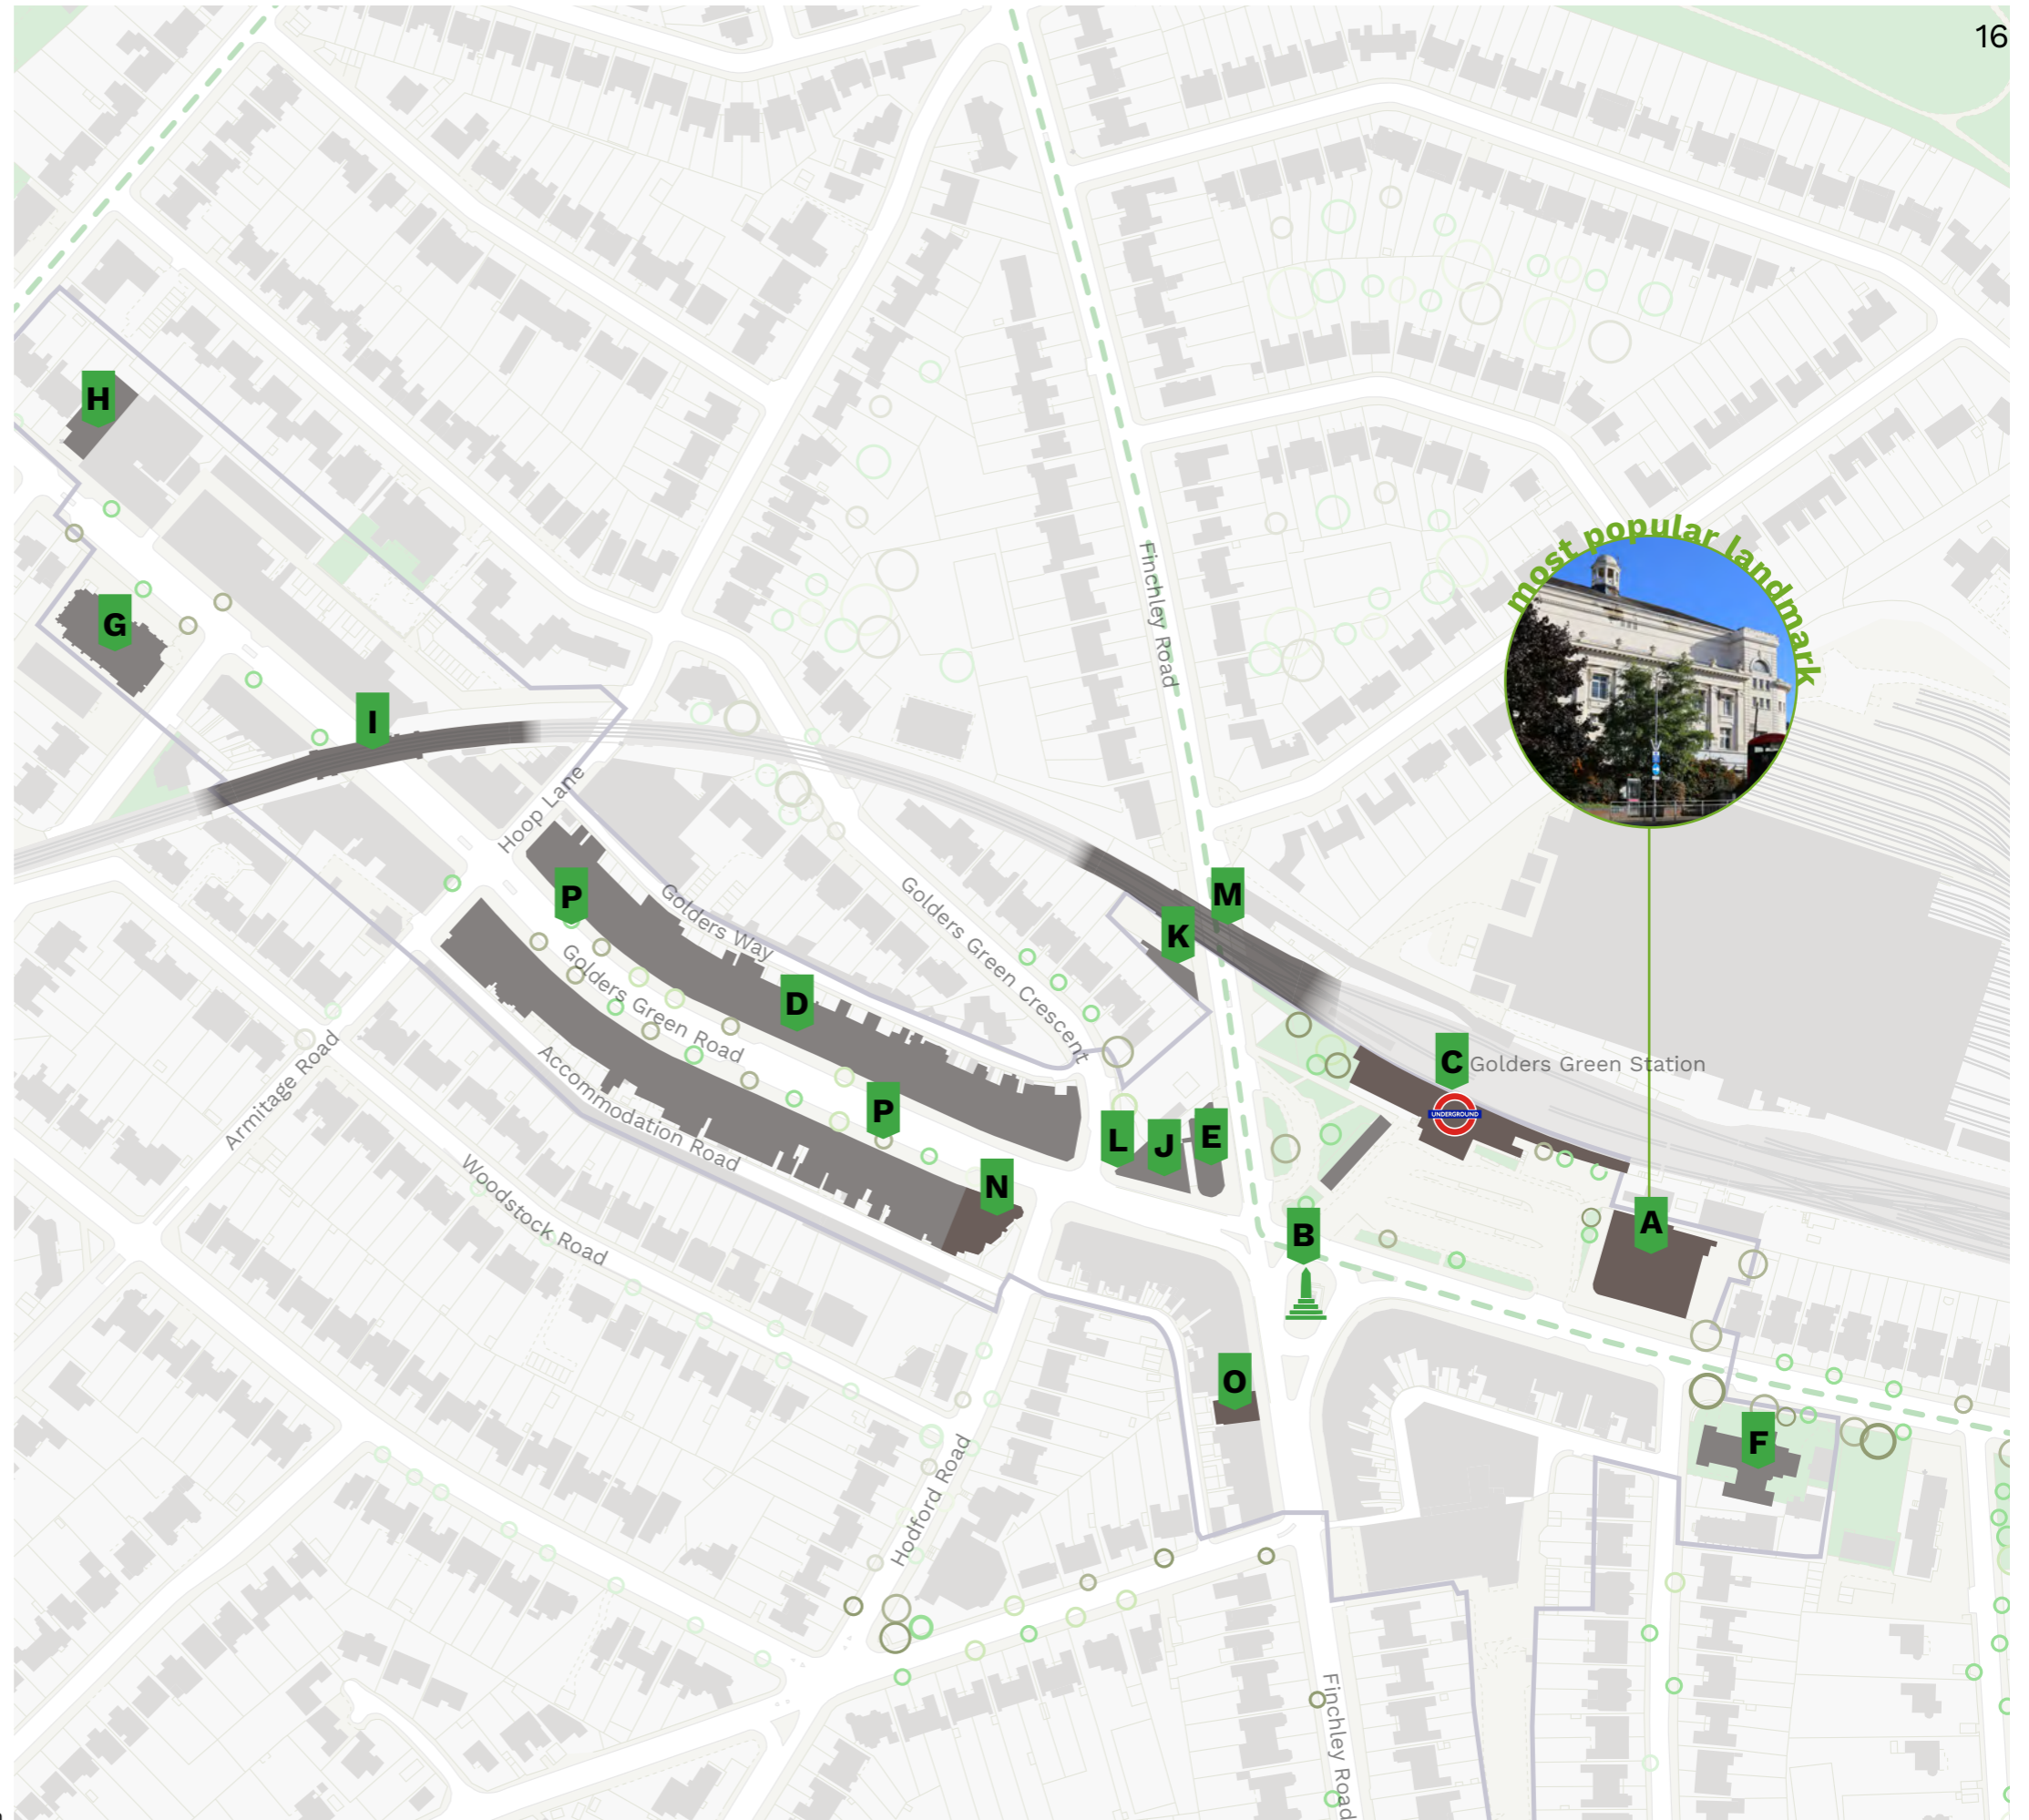 16
most popular landmark
H
Finchley Road
G
I
Hoop Lane
P
Golders Way
Golders Green Crescent
M
K
D
Golders Green Road
C
Golders Green Station
UNDERGROUND
Accommodation Road
Armitage Road
P
L
J
E
N
A
B
Woodstock Road
O
F
Hodford Road
Finchley Road